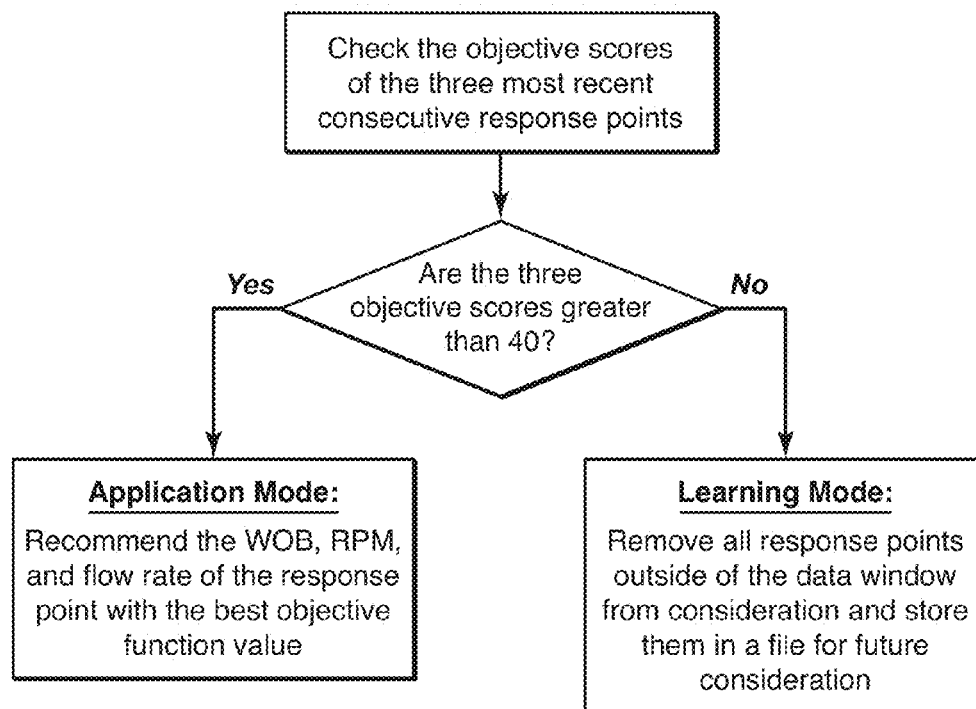 Check the objective scores
of the three most recent
consecutive response points
Are the three
objective scores greater
than 40?
Yes
No
Application Mode:
Recommend the WOB, RPM,
and flow rate of the response
point with the best objective
function value
Learning Mode:
Remove all response points
outside of the data window
from consideration and store
them in a file for future
consideration